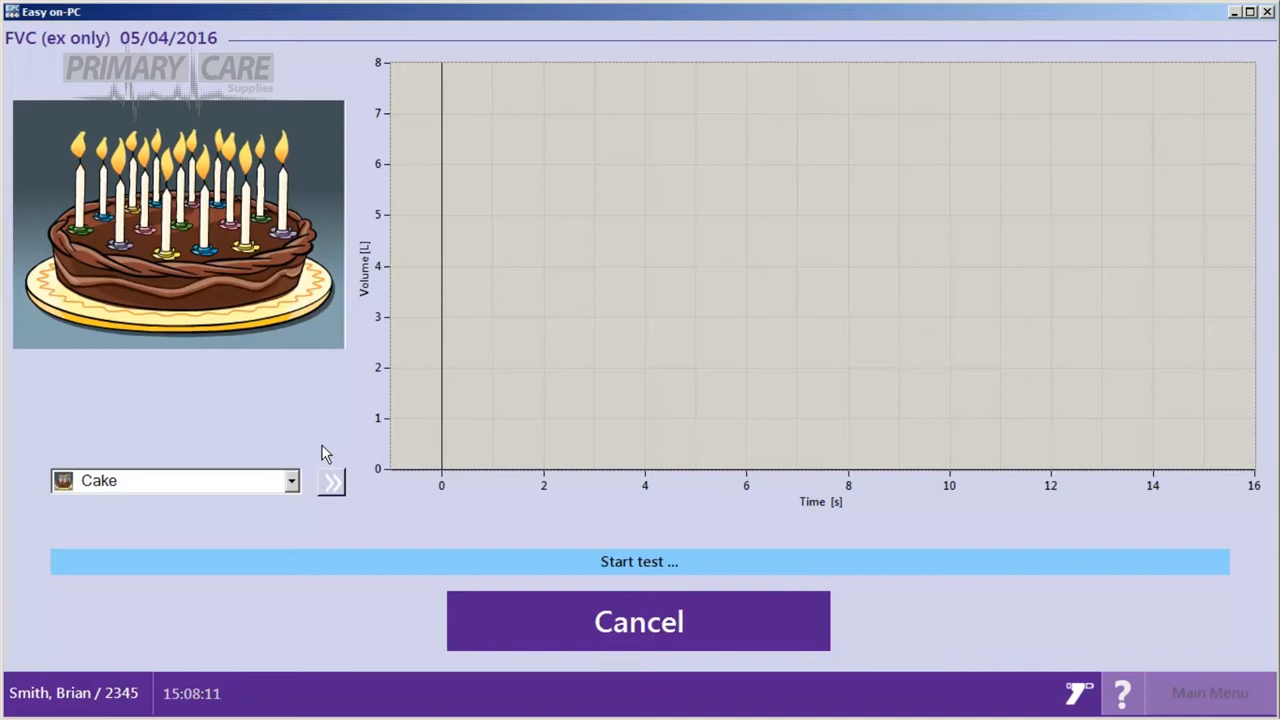 Easy on-PC
FVC (ex only) 05/04/2016
PRIMARY CARE
Supplies
8
7
6
5
4
3
2
1
0
Volume [L]
0 2 4 6 8 10 12 14 16
Time [s]
Cake
Start test ...
Cancel
Smith, Brian / 2345
15:08:11
?
Main Menu